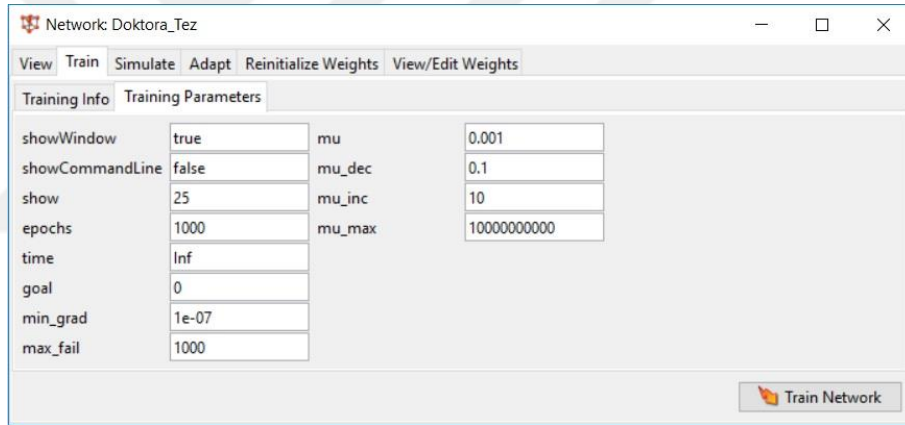 Network: Doktora_Tez
View Train Simulate Adapt Reinitialize Weights View/Edit Weights
Training Info Training Parameters
showWindow true mu 0.001
showCommandLine false mu_dec 0.1
show 25 mu_inc 10
epochs 1000 mu_max 10000000000
time Inf
goal 0
min_grad 1e-07
max_fail 1000
Train Network